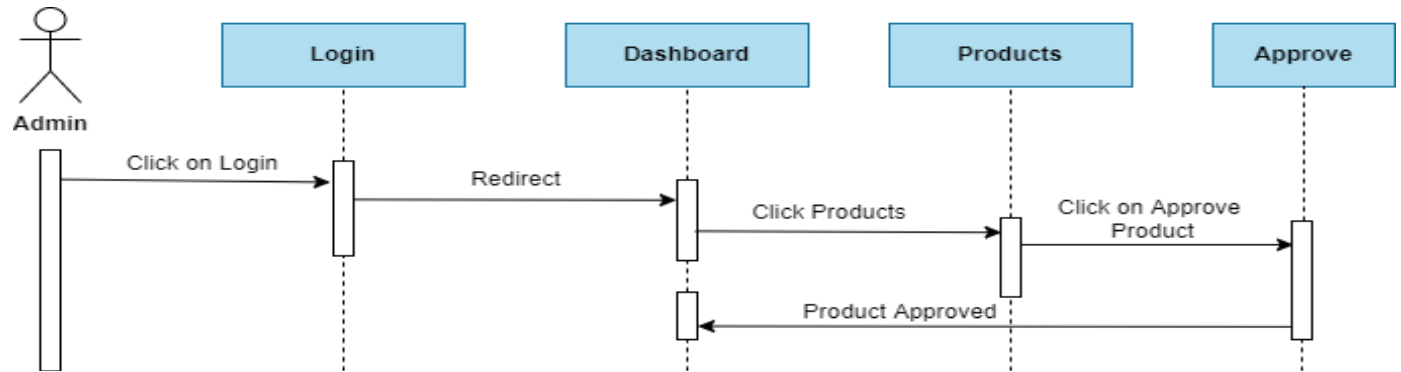 Login
Dashboard
Products
Approve
Admin
Click on Login
Redirect
Click Products
Click on Approve
Product
Product Approved